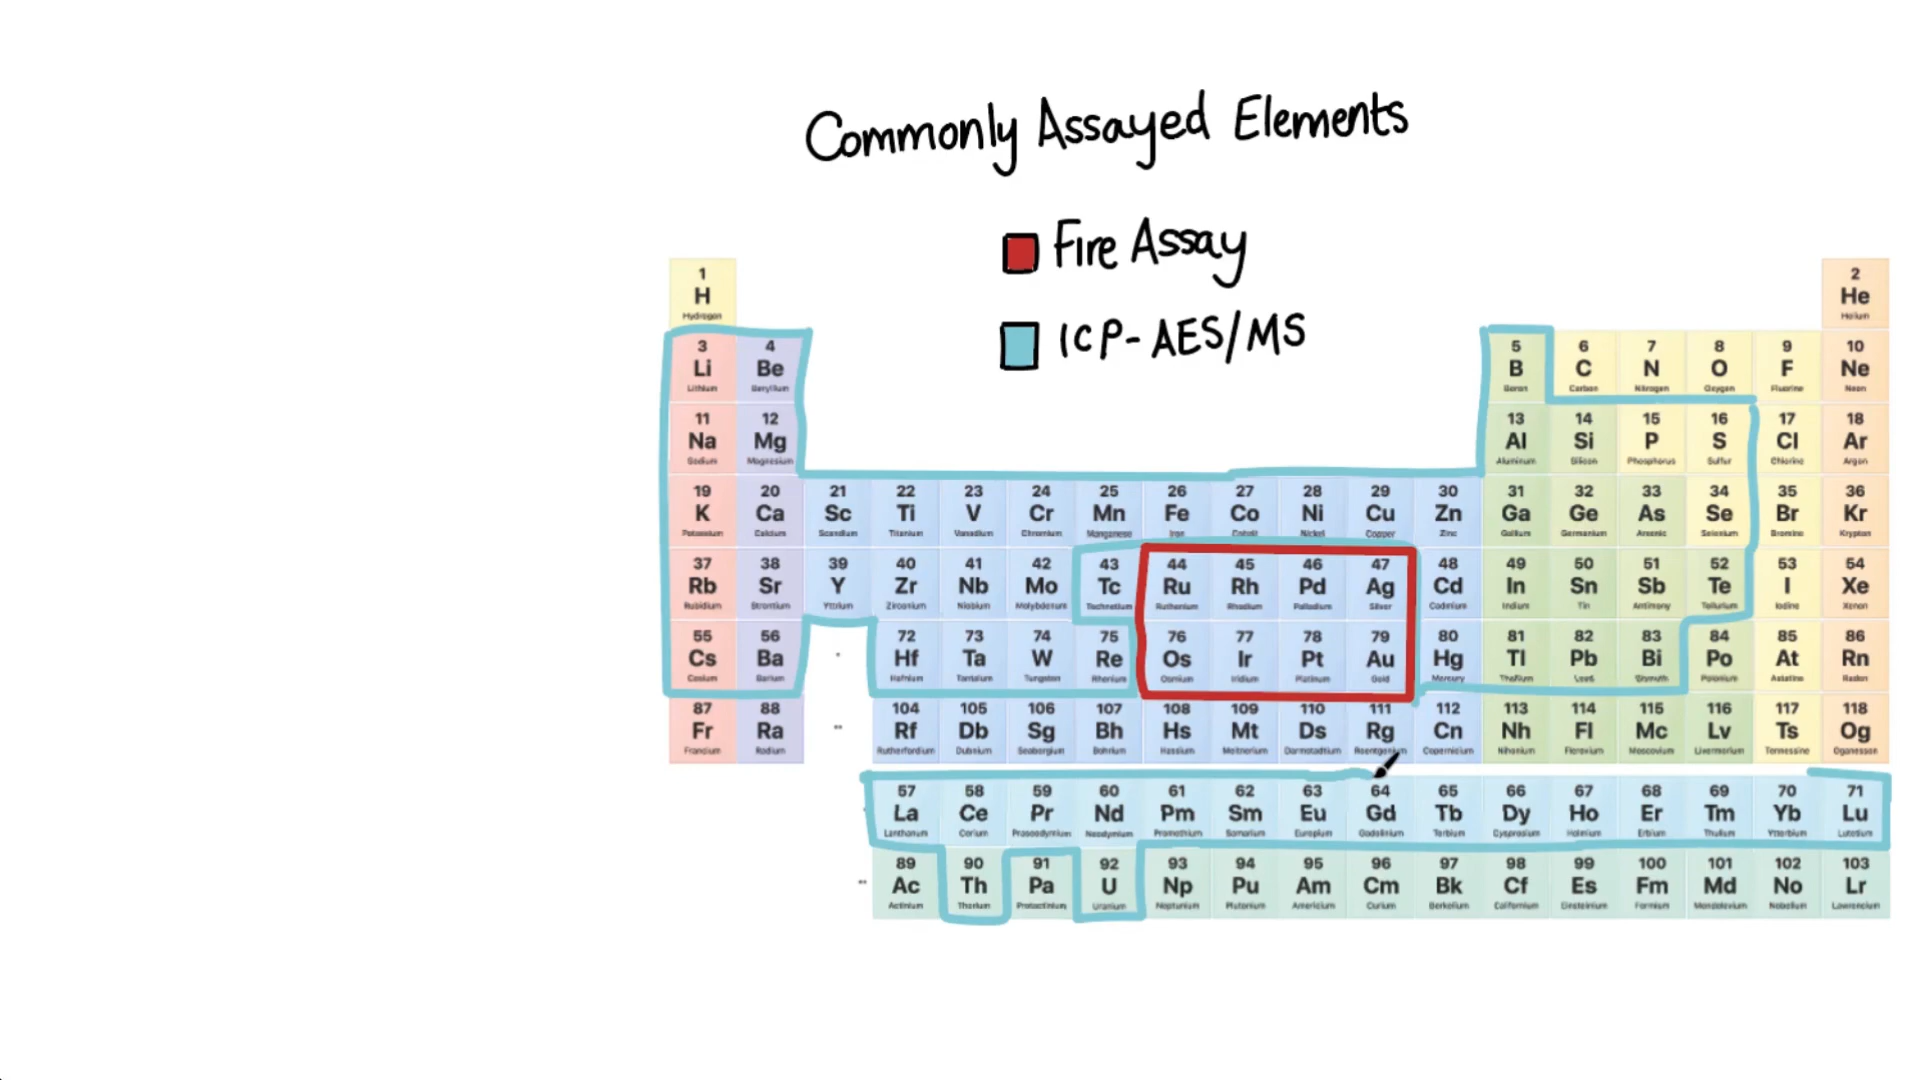 Commonly Assayed Elements
Fire Assay
ICP-AES/MS
1 2
H He
Hydrogen Helium
3 4 5 6 7 8 9 10
Li Be B C N O F Ne
Lithium Beryllium Boron Carbon Nitrogen Oxygen Fluorine Neon
11 12 13 14 15 16 17 18
Na Mg Al Si P S Cl Ar
Sodium Magnesium Aluminum Silicon Phosphorus Sulfur Chlorine Argon
19 20 21 22 23 24 25 26 27 28 29 30 31 32 33 34 35 36
K Ca Sc Ti V Cr Mn Fe Co Ni Cu Zn Ga Ge As Se Br Kr
Potassium Calcium Scandium Titanium Vanadium Chromium Manganese Iron Cobalt Nickel Copper Zinc Gallium Germanium Arsenic Selenium Bromine Krypton
37 38 39 40 41 42 43 44 45 46 47 48 49 50 51 52 53 54
Rb Sr Y Zr Nb Mo Tc Ru Rh Pd Ag Cd In Sn Sb Te I Xe
Rubidium Strontium Yttrium Zirconium Niobium Molybdenum Technetium Ruthenium Rhodium Palladium Silver Cadmium Indium Tin Antimony Tellurium Iodine Xenon
55 56 72 73 74 75 76 77 78 79 80 81 82 83 84 85 86
Cs Ba * Hf Ta W Re Os Ir Pt Au Hg Tl Pb Bi Po At Rn
Cesium Barium Hafnium Tantalum Tungsten Rhenium Osmium Iridium Platinum Gold Mercury Thallium Lead Bismuth Polonium Astatine Radon
87 88 104 105 106 107 108 109 110 111 112 113 114 115 116 117 118
Fr Ra ** Rf Db Sg Bh Hs Mt Ds Rg Cn Nh Fl Mc Lv Ts Og
Francium Radium Rutherfordium Dubnium Seaborgium Bohrium Hassium Meitnerium Darmstadtium Roentgenium Copernicium Nihonium Flerovium Moscovium Livermorium Tennessine Oganesson
57 58 59 60 61 62 63 64 65 66 67 68 69 70 71
La Ce Pr Nd Pm Sm Eu Gd Tb Dy Ho Er Tm Yb Lu
Lanthanum Cerium Praseodymium Neodymium Promethium Samarium Europium Gadolinium Terbium Dysprosium Holmium Erbium Thulium Ytterbium Lutetium
89 90 91 92 93 94 95 96 97 98 99 100 101 102 103
** Ac Th Pa U Np Pu Am Cm Bk Cf Es Fm Md No Lr
Actinium Thorium Protactinium Uranium Neptunium Plutonium Americium Curium Berkelium Californium Einsteinium Fermium Mendelevium Nobelium Lawrencium